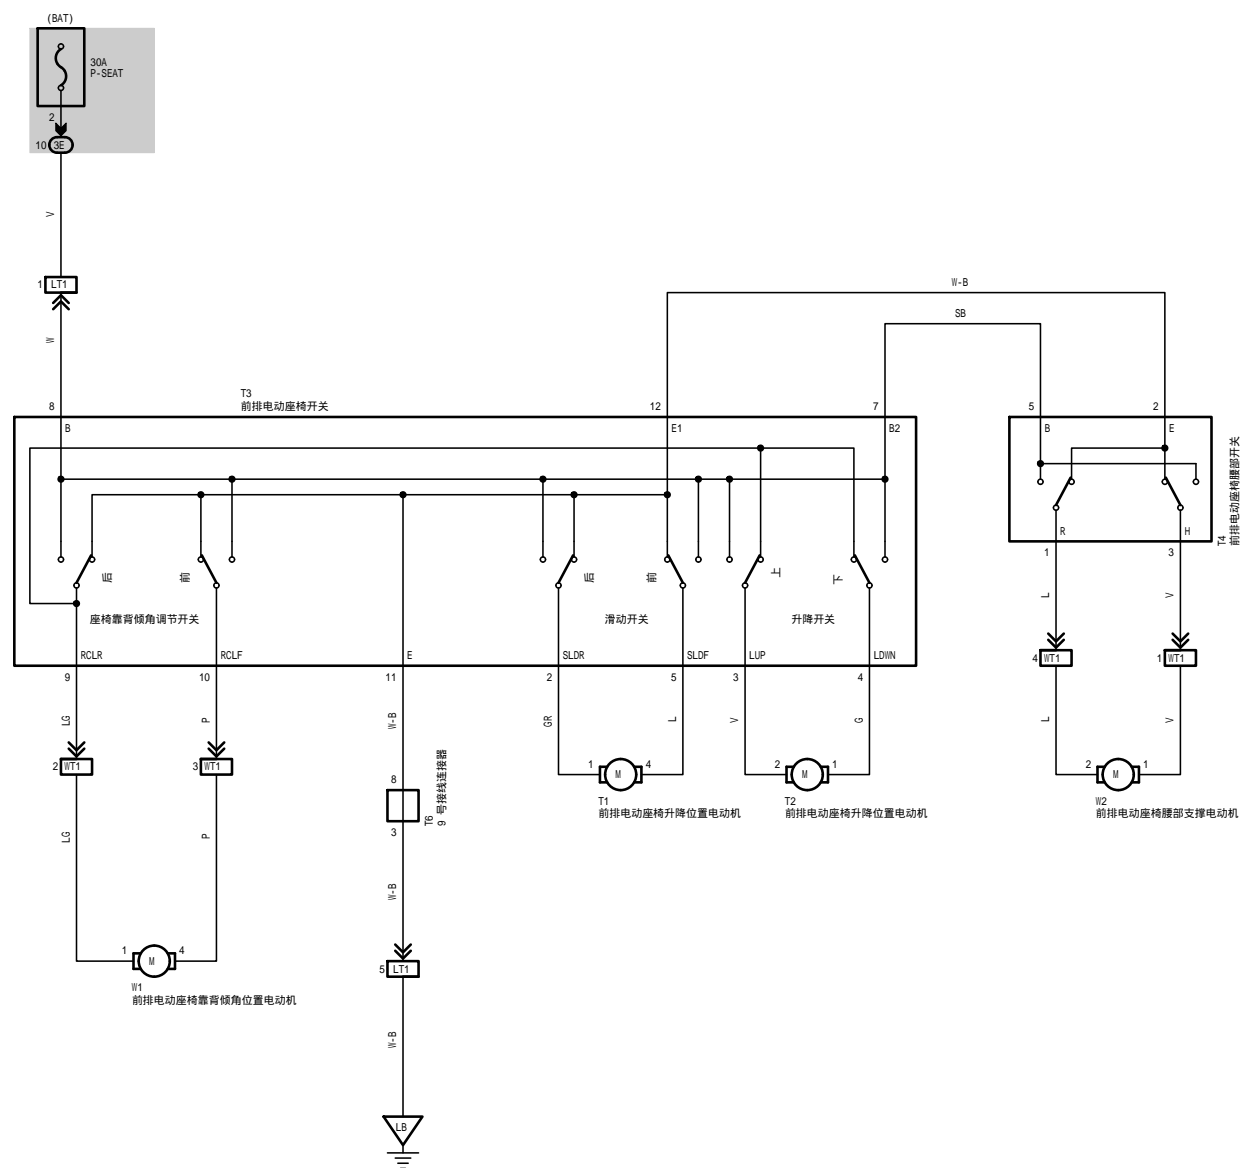 (BAT)
30A
P-SEAT
2
10 3E
V
1 LT1
W
W-B
SB
T3
前排电动座椅开关
8
12
7
5
2
B
E1
B2
B
E
T4
前排电动座椅腰部开关
后
前
后
前
上
下
座椅靠背倾角调节开关
滑动开关
升降开关
R
H
1
3
RCLR
RCLF
E
SLDR
SLDF
LUP
LDWN
9
10
11
2
5
3
4
L
V
4 WT1
1 WT1
LG
P
W-B
GR
L
V
G
L
V
2 WT1
3 WT1
8
3
T6
9 号接线连接器
1 M 4
T1
前排电动座椅升降位置电动机
2 M 1
T2
前排电动座椅升降位置电动机
2 M 1
W2
前排电动座椅腰部支撑电动机
LG
P
W-B
1 M 4
W1
前排电动座椅靠背倾角位置电动机
5 LT1
W-B
LB